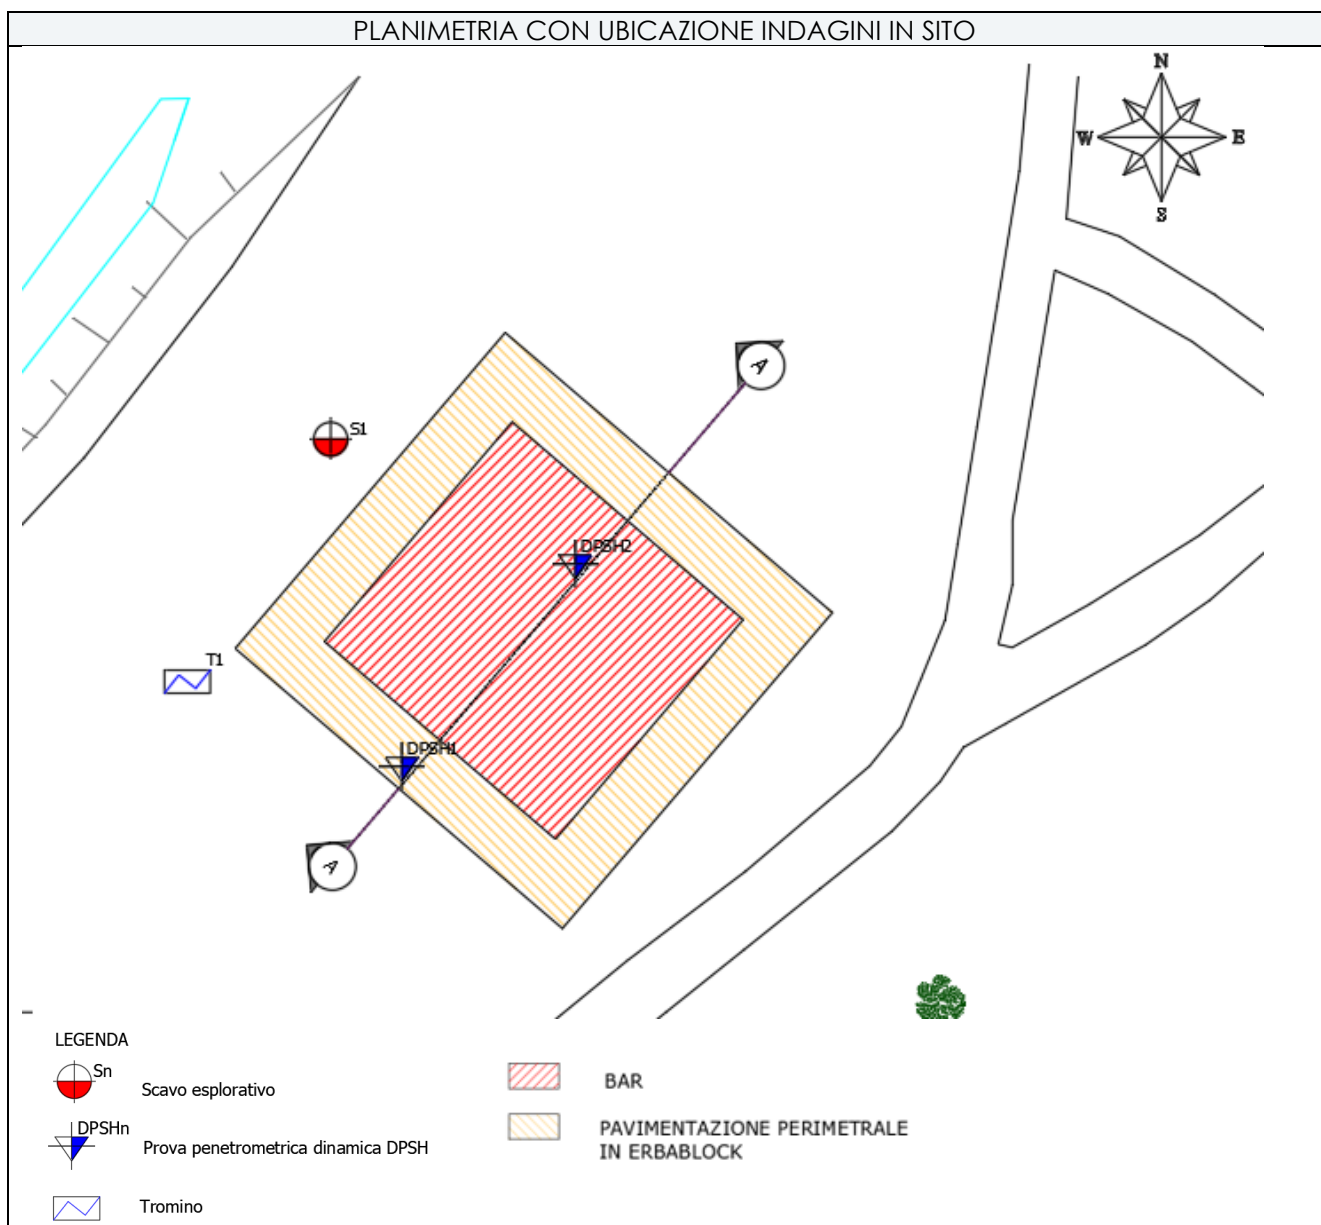 PLANIMETRIA CON UBICAZIONE INDAGINI IN SITO
N
W
E
S
A
S1
DPSH2
T1
DPSH1
A
LEGENDA
Sn
Scavo esplorativo
DPSHn
Prova penetrometrica dinamica DPSH
Tromino
BAR
PAVIMENTAZIONE PERIMETRALE
IN ERBABLOCK